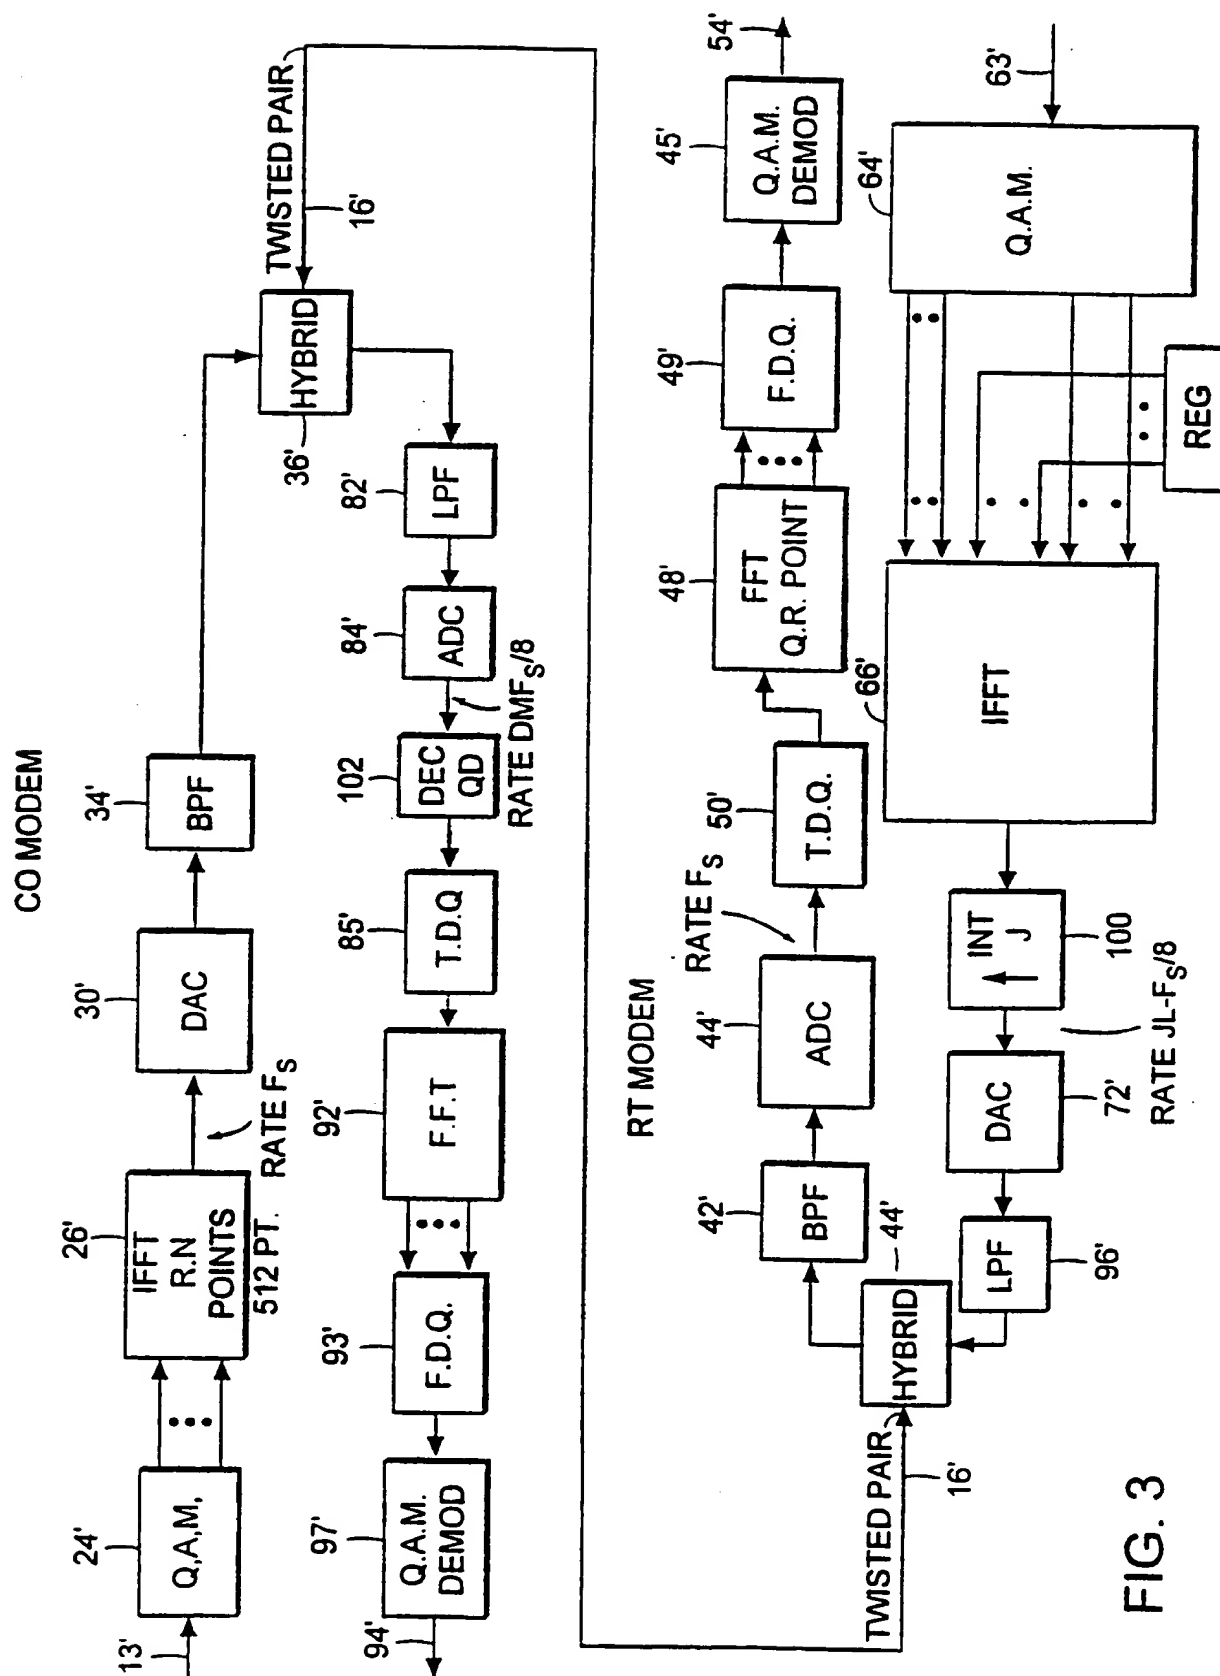 CO MODEM
13'
24'
Q,A,M,
26'
IFFT
R.N
POINTS
512 PT.
RATE FS
30'
DAC
34'
BPF
TWISTED PAIR
16'
36'
HYBRID
82'
LPF
84'
ADC
RATE DMFS/8
102
DEC
QD
85'
T.D.Q.
92'
F.F.T
93'
F.D.Q.
97'
Q.A.M.
DEMOD
94'
RT MODEM
TWISTED PAIR
16'
44'
HYBRID
42'
BPF
44'
ADC
RATE FS
50'
T.D.Q.
48'
FFT
Q.R. POINT
49'
F.D.Q.
45'
Q.A.M.
DEMOD
54'
63'
64'
Q.A.M.
REG
66'
IFFT
INT
J
100
RATE JL-FS/8
DAC
72'
LPF
96'
FIG. 3